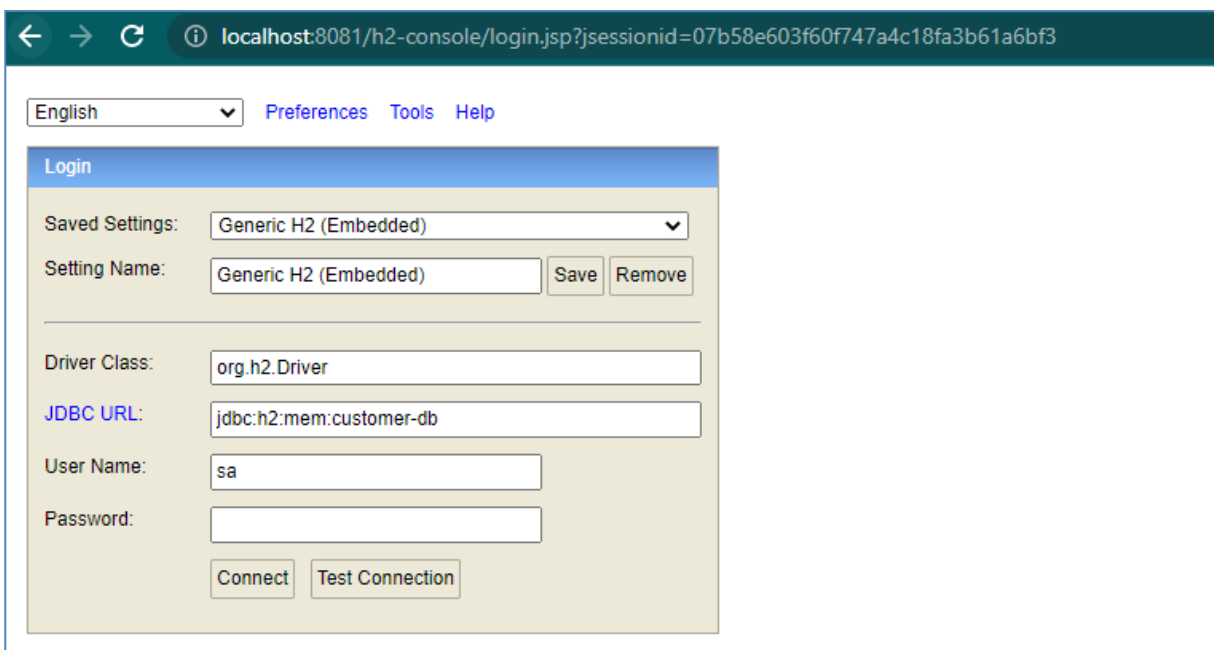 localhost:8081/h2-console/login.jsp?jsessionid=07b58e603f60f747a4c18fa3b61a6bf3
English Preferences Tools Help
Login
Saved Settings: Generic H2 (Embedded)
Setting Name: Generic H2 (Embedded) Save Remove
Driver Class: org.h2.Driver
JDBC URL: jdbc:h2:mem:customer-db
User Name: sa
Password:
Connect Test Connection